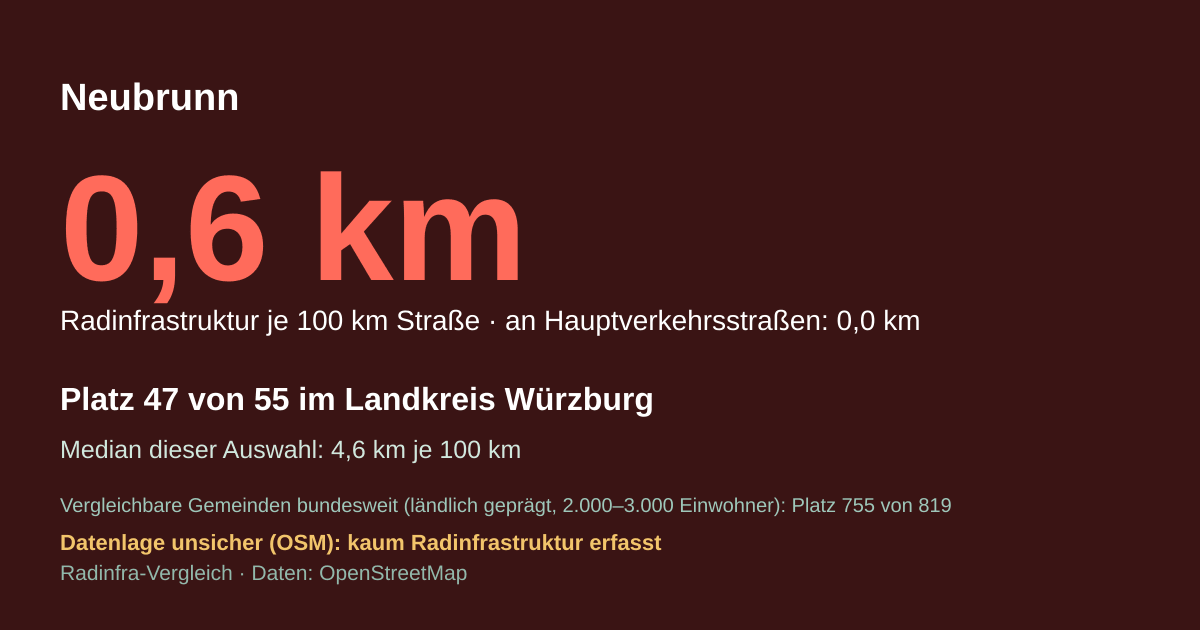 Neubrunn
0,6 km
Radinfrastruktur je 100 km Straße · an Hauptverkehrsstraßen: 0,0 km
Platz 47 von 55 im Landkreis Würzburg
Median dieser Auswahl: 4,6 km je 100 km
Vergleichbare Gemeinden bundesweit (ländlich geprägt, 2.000–3.000 Einwohner): Platz 755 von 819
Datenlage unsicher (OSM): kaum Radinfrastruktur erfasst
Radinfra-Vergleich · Daten: OpenStreetMap